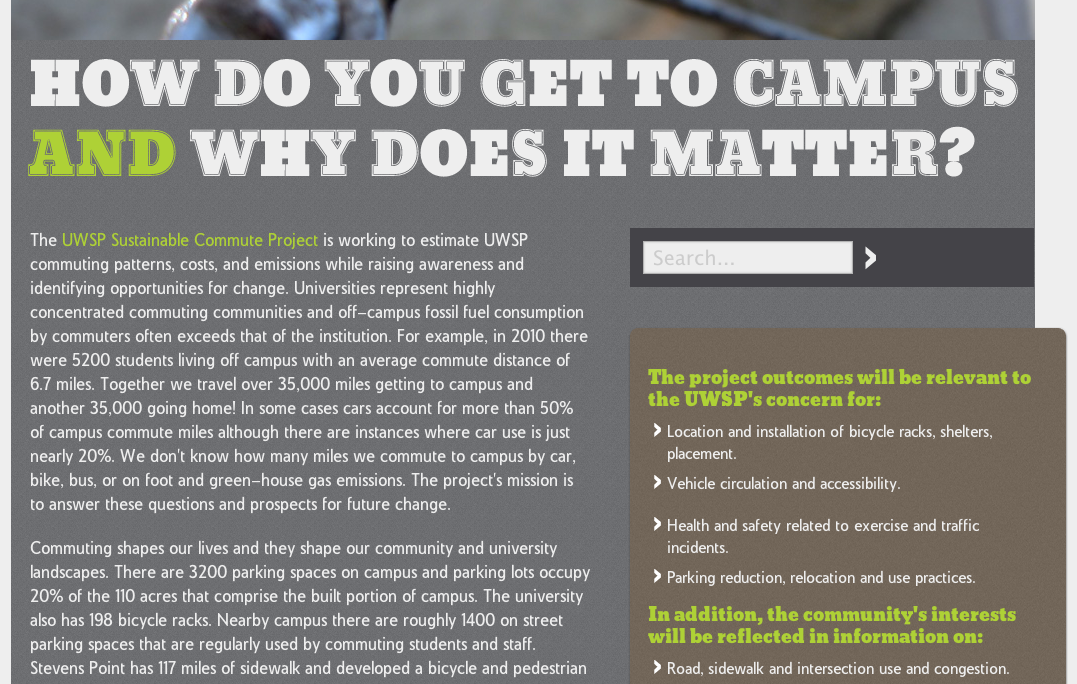 HOW DO YOU GET TO CAMPUS
AND WHY DOES IT MATTER?
The UWSP Sustainable Commute Project is working to estimate UWSP
commuting patterns, costs, and emissions while raising awareness and
identifying opportunities for change. Universities represent highly
concentrated commuting communities and off–campus fossil fuel consumption
by commuters often exceeds that of the institution. For example, in 2010 there
were 5200 students living off campus with an average commute distance of
6.7 miles. Together we travel over 35,000 miles getting to campus and
another 35,000 going home! In some cases cars account for more than 50%
of campus commute miles although there are instances where car use is just
nearly 20%. We don't know how many miles we commute to campus by car,
bike, bus, or on foot and green–house gas emissions. The project's mission is
to answer these questions and prospects for future change.
Commuting shapes our lives and they shape our community and university
landscapes. There are 3200 parking spaces on campus and parking lots occupy
20% of the 110 acres that comprise the built portion of campus. The university
also has 198 bicycle racks. Nearby campus there are roughly 1400 on street
parking spaces that are regularly used by commuting students and staff.
Stevens Point has 117 miles of sidewalk and developed a bicycle and pedestrian
Search...
The project outcomes will be relevant to
the UWSP's concern for:
Location and installation of bicycle racks, shelters,
placement.
Vehicle circulation and accessibility.
Health and safety related to exercise and traffic
incidents.
Parking reduction, relocation and use practices.
In addition, the community's interests
will be reflected in information on:
Road, sidewalk and intersection use and congestion.